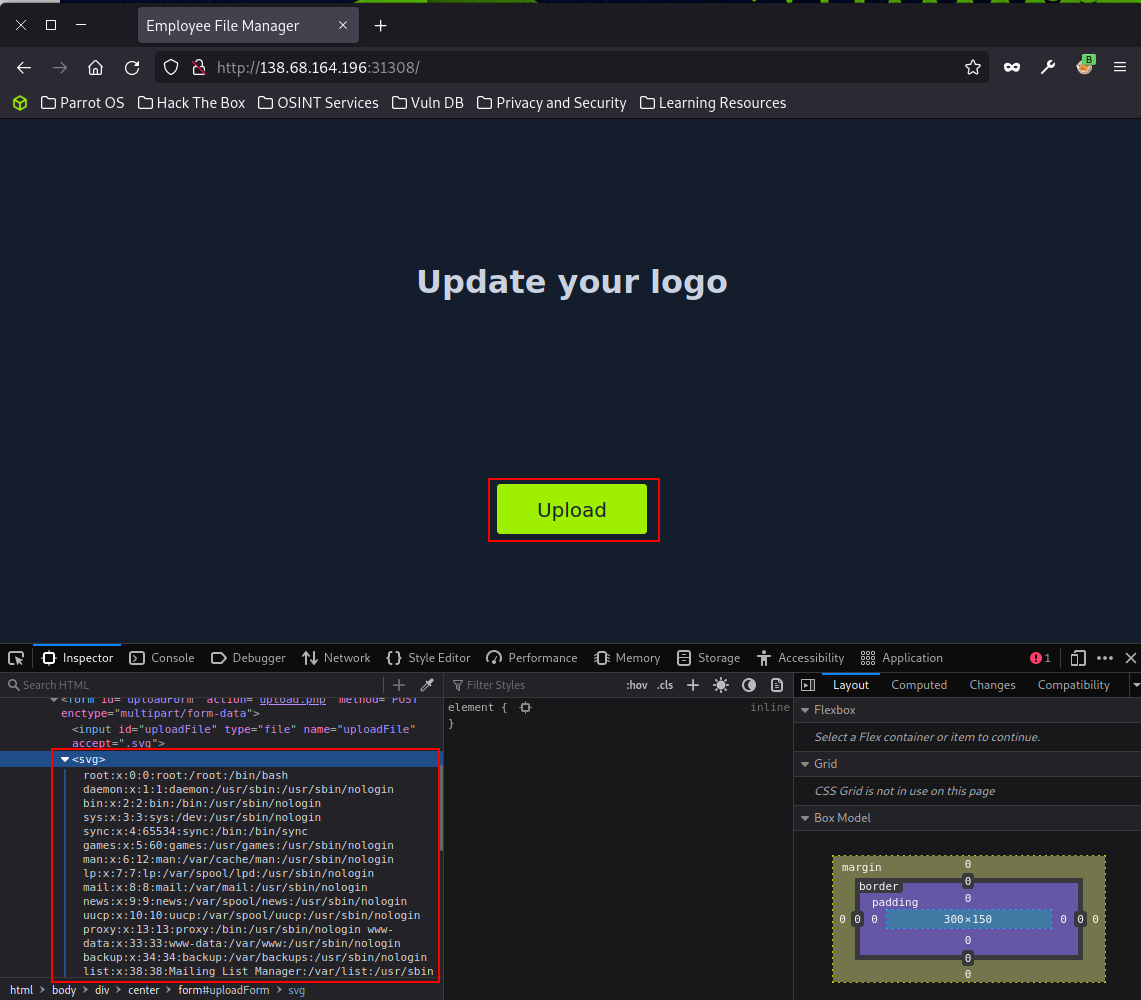 Employee File Manager
http://138.68.164.196:31308/
B
Parrot OS Hack The Box OSINT Services Vuln DB Privacy and Security Learning Resources
Update your logo
Upload
Inspector Console Debugger Network Style Editor Performance Memory Storage Accessibility Application 1
Search HTML
<form id="uploadForm" action="upload.php" method="POST"
enctype="multipart/form-data">
<input id="uploadFile" type="file" name="uploadFile"
accept=".svg">
<svg>
root:x:0:0:root:/root:/bin/bash
daemon:x:1:1:daemon:/usr/sbin:/usr/sbin/nologin
bin:x:2:2:bin:/bin:/usr/sbin/nologin
sys:x:3:3:sys:/dev:/usr/sbin/nologin
sync:x:4:65534:sync:/bin:/bin/sync
games:x:5:60:games:/usr/games:/usr/sbin/nologin
man:x:6:12:man:/var/cache/man:/usr/sbin/nologin
lp:x:7:7:lp:/var/spool/lpd:/usr/sbin/nologin
mail:x:8:8:mail:/var/mail:/usr/sbin/nologin
news:x:9:9:news:/var/spool/news:/usr/sbin/nologin
uucp:x:10:10:uucp:/var/spool/uucp:/usr/sbin/nologin
proxy:x:13:13:proxy:/bin:/usr/sbin/nologin www-
data:x:33:33:www-data:/var/www:/usr/sbin/nologin
backup:x:34:34:backup:/var/backups:/usr/sbin/nologin
list:x:38:38:Mailing List Manager:/var/list:/usr/sbin
html > body > div > center > form#uploadForm > svg
Filter Styles :hov .cls
element { inline
}
Layout Computed Changes Compatibility
Flexbox
Select a Flex container or item to continue.
Grid
CSS Grid is not in use on this page
Box Model
margin 0
border 0
padding 0
0 0 0 300×150 0 0 0
0
0
0